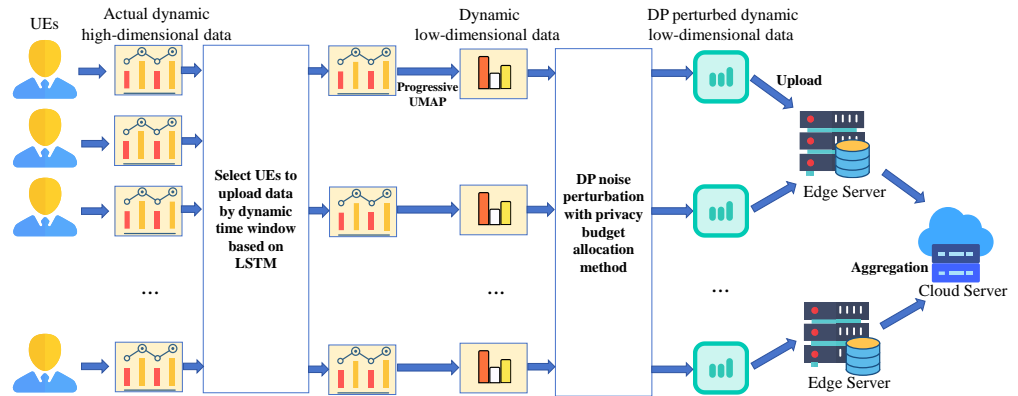 UEs
Actual dynamic
high-dimensional data
Dynamic
low-dimensional data
DP perturbed dynamic
low-dimensional data
Progressive
UMAP
Upload
Select UEs to
upload data
by dynamic
time window
based on
LSTM
DP noise
perturbation
with privacy
budget
allocation
method
Edge Server
Aggregation
Cloud Server
...
...
...
...
Edge Server